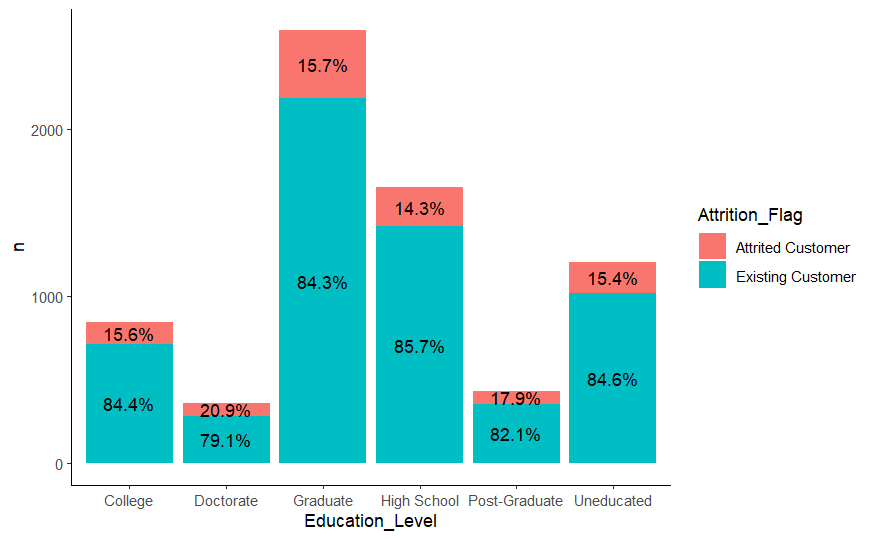 n
2000
1000
0
15.7%
84.3%
14.3%
85.7%
15.6%
84.4%
20.9%
79.1%
17.9%
82.1%
15.4%
84.6%
College Doctorate Graduate High School Post-Graduate Uneducated
Education_Level
Attrition_Flag
Attrited Customer
Existing Customer